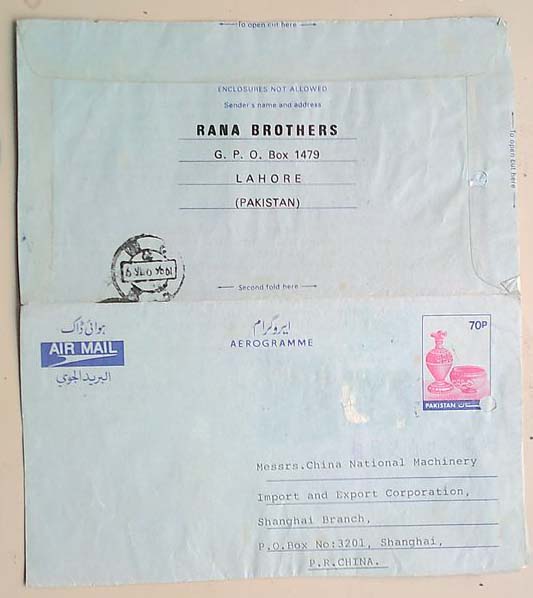 To open cut here
ENCLOSURES NOT ALLOWED
Sender's name and address
RANA BROTHERS
G. P. O. Box 1479
LAHORE
(PAKISTAN)
To open cut here
Second fold here
ہوائی ڈاک
AIR MAIL
البريد الجوي
ایروگرام
AEROGRAMME
70P
PAKISTAN پاکستان
Messrs.China National Machinery
Import and Export Corporation,
Shanghai Branch,
P.O.Box No:3201, Shanghai,
P.R.CHINA.